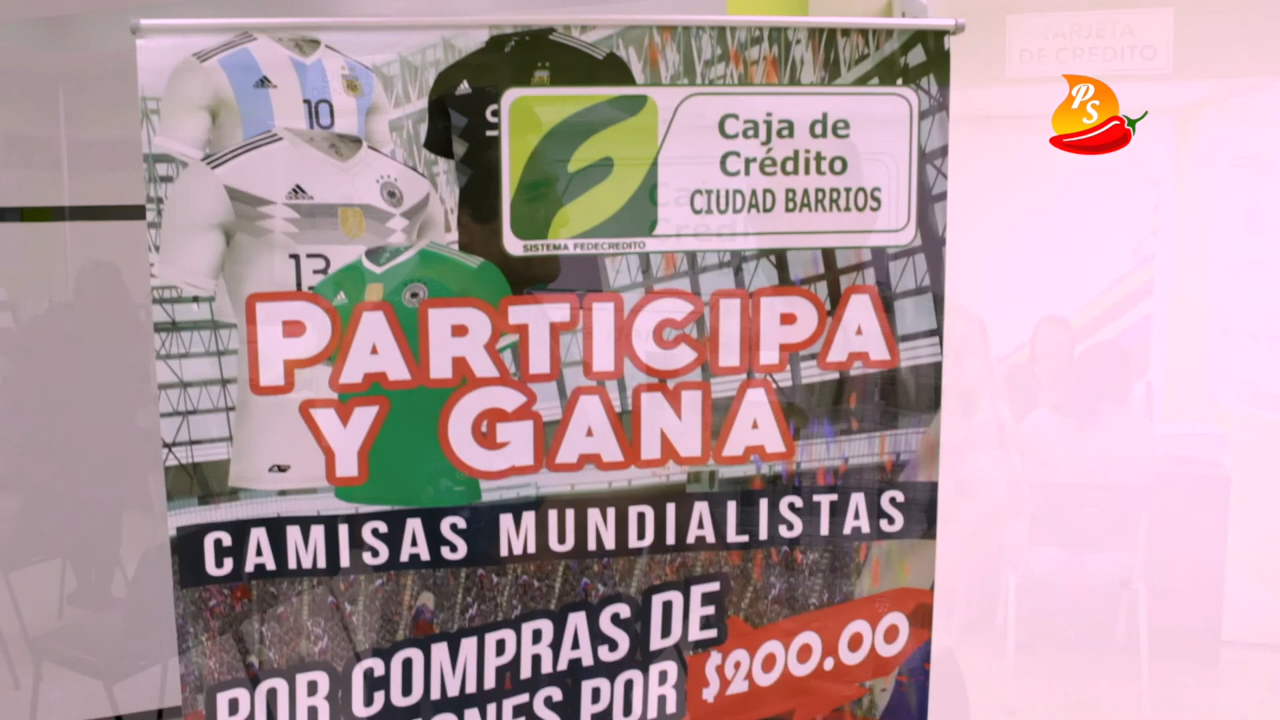 TARJETA
DE CRÉDITO
PS
10
Caja de
Crédito
CIUDAD BARRIOS
SISTEMA FEDECREDITO
13
PARTICIPA
Y GANA
CAMISAS MUNDIALISTAS
POR COMPRAS DE
POR $200.00